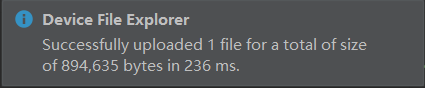 Device File Explorer
Successfully uploaded 1 file for a total of size
of 894,635 bytes in 236 ms.